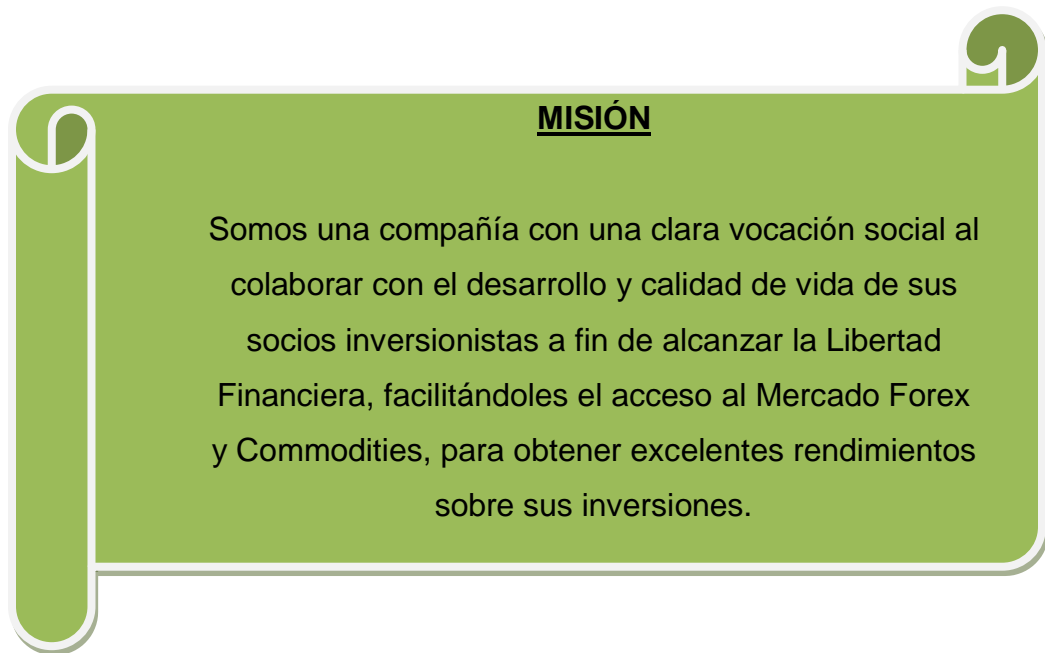 MISIÓN
Somos una compañía con una clara vocación social al
colaborar con el desarrollo y calidad de vida de sus
socios inversionistas a fin de alcanzar la Libertad
Financiera, facilitándoles el acceso al Mercado Forex
y Commodities, para obtener excelentes rendimientos
sobre sus inversiones.